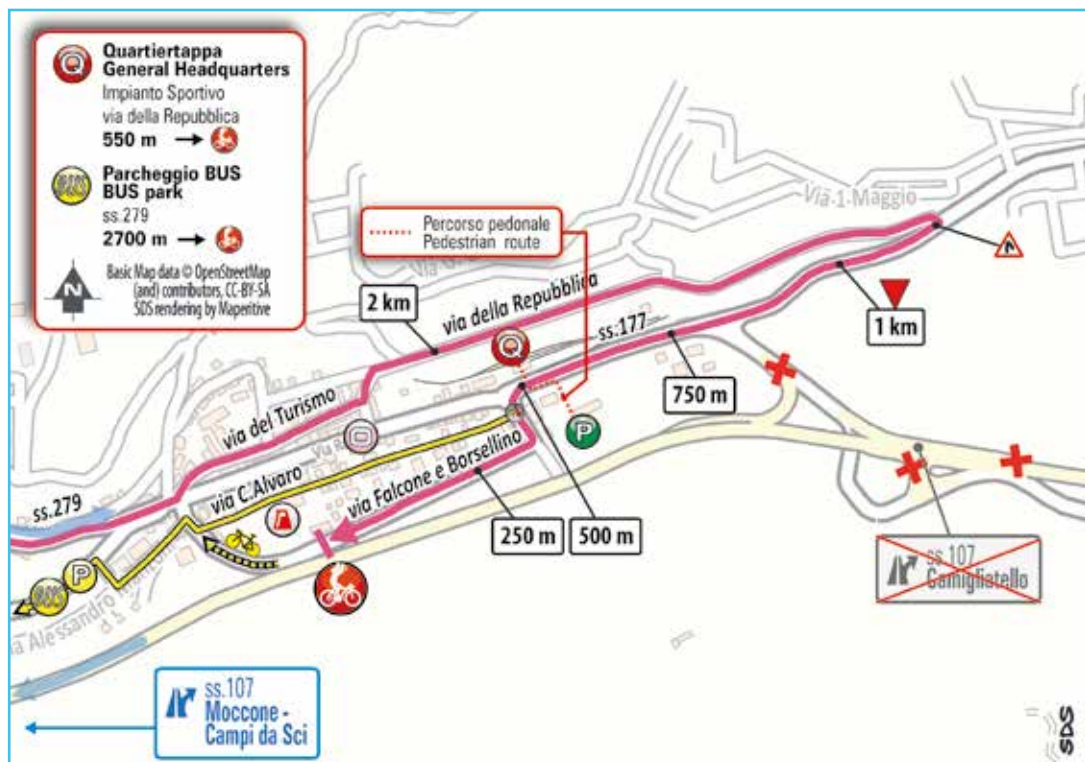 Quartiertappa
General Headquarters
Impianto Sportivo
via della Repubblica
550 m
Parcheggio BUS
BUS park
ss.279
2700 m
N
Basic Map data © OpenStreetMap
(and) contributors, CC-BY-SA
SDS rendering by Maperitive
Percorso pedonale
Pedestrian route
Via 1 Maggio
2 km
via della Repubblica
ss.177
1 km
Q
750 m
P
via del Turismo
via C.Alvaro
via Falcone e Borsellino
ss.279
250 m
500 m
ss 107
Camigliatello
P
BUS
Alessandro
ss.107
Moccone -
Campi da Sci
SDS